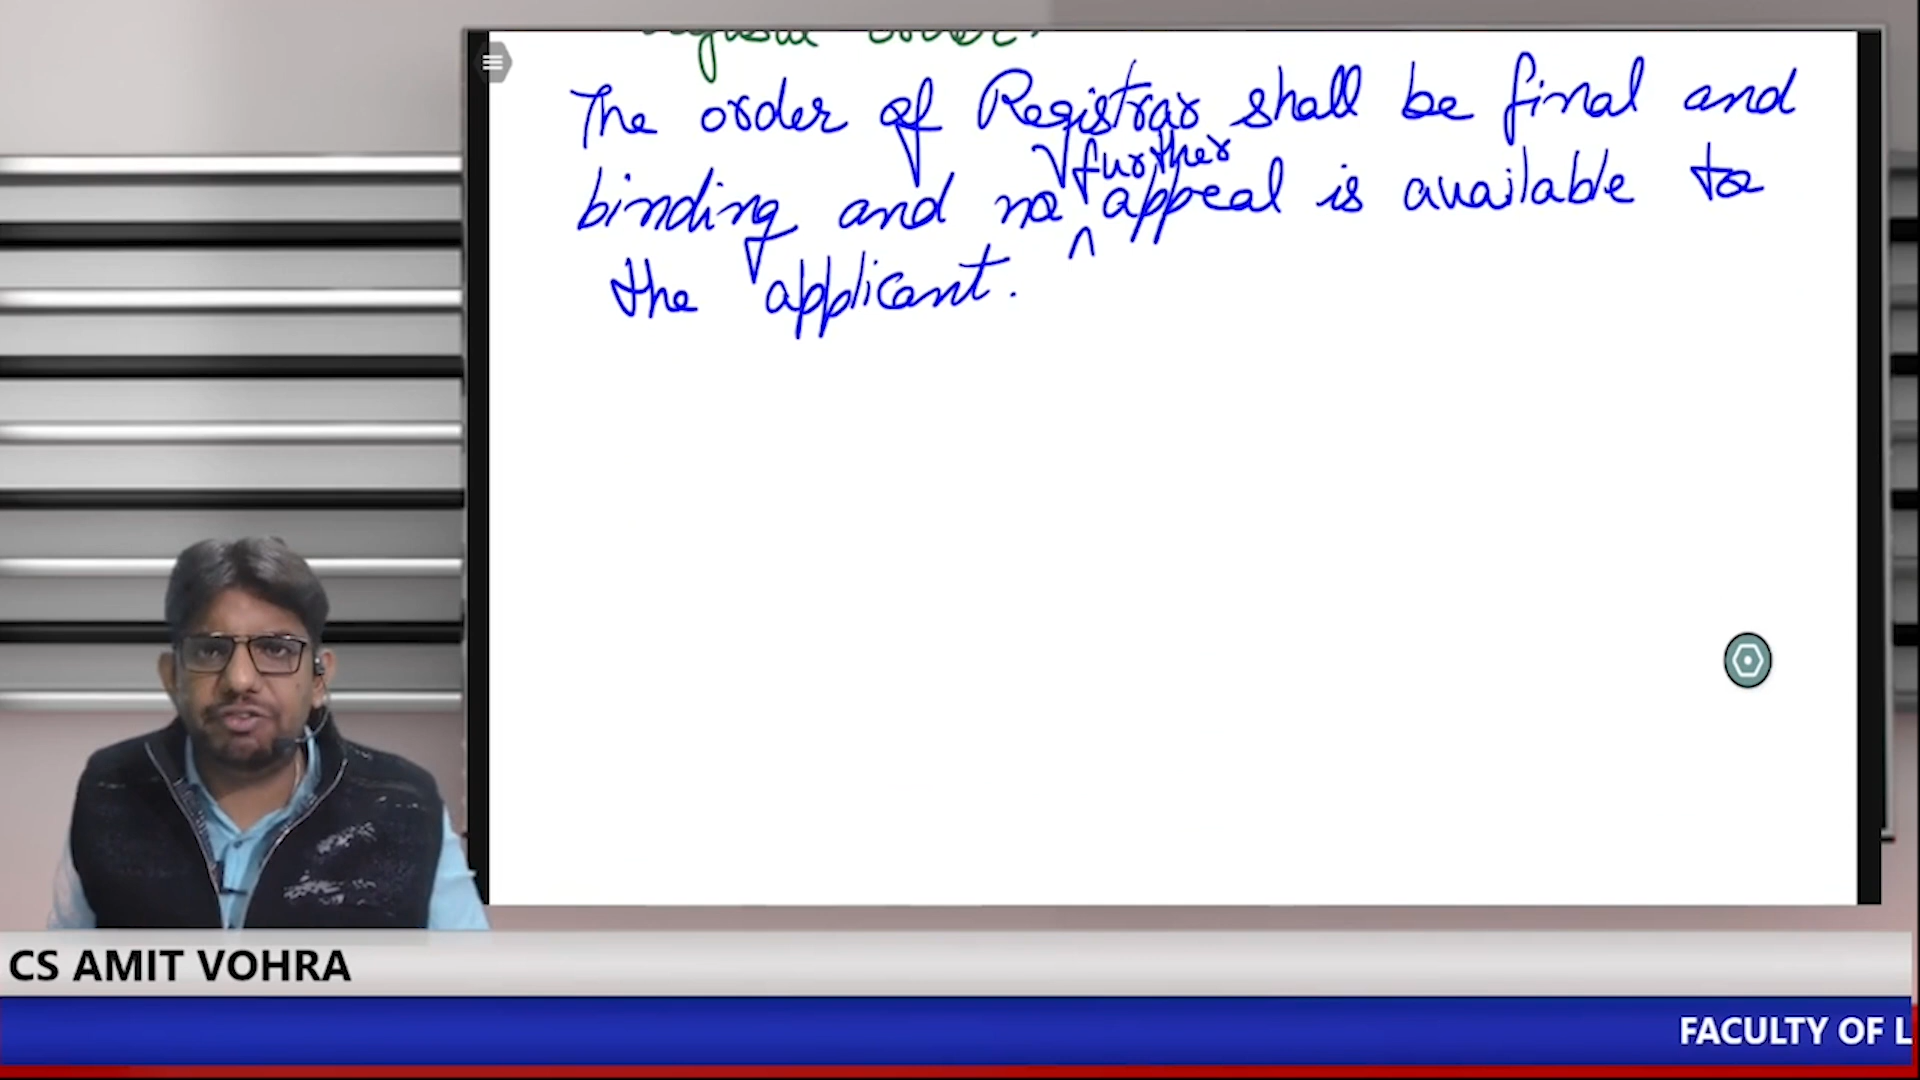 order.
The order of Registrar shall be final and
binding and no further appeal is available to
the applicant.
CS AMIT VOHRA
FACULTY OF L